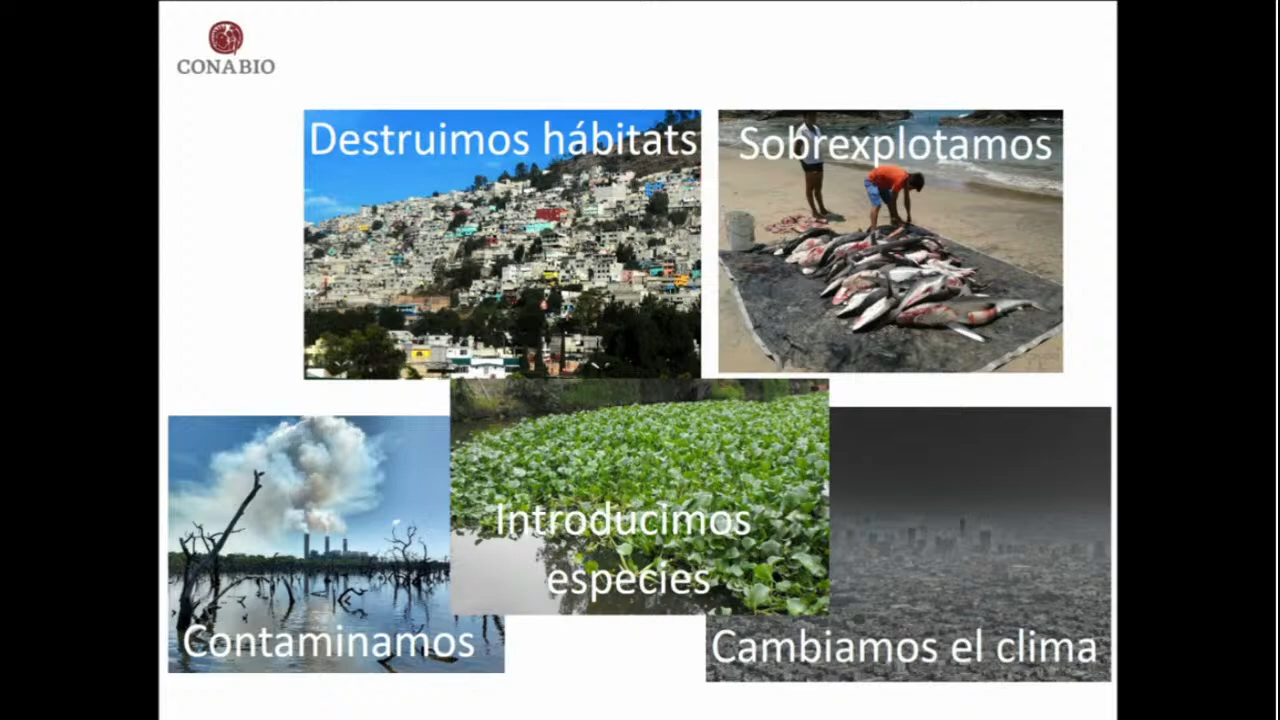 CONABIO
Destruimos hábitats
Sobrexplotamos
Introducimos
especies
Contaminamos
Cambiamos el clima